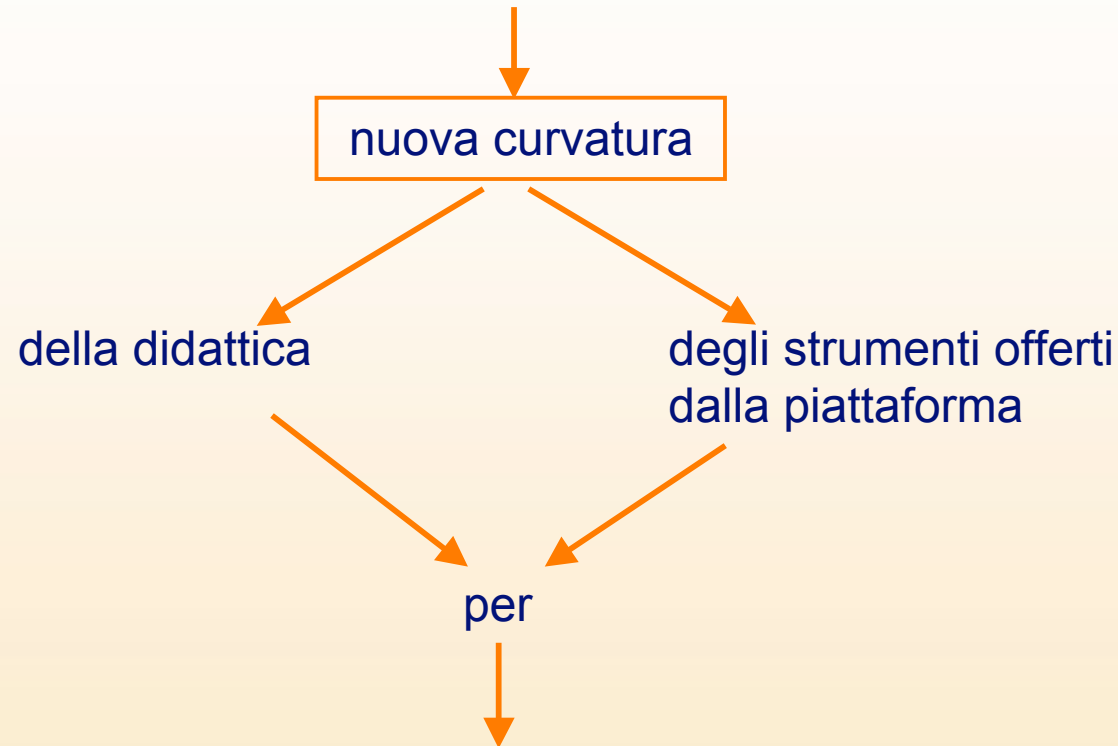 nuova curvatura
della didattica
degli strumenti offerti
dalla piattaforma
per